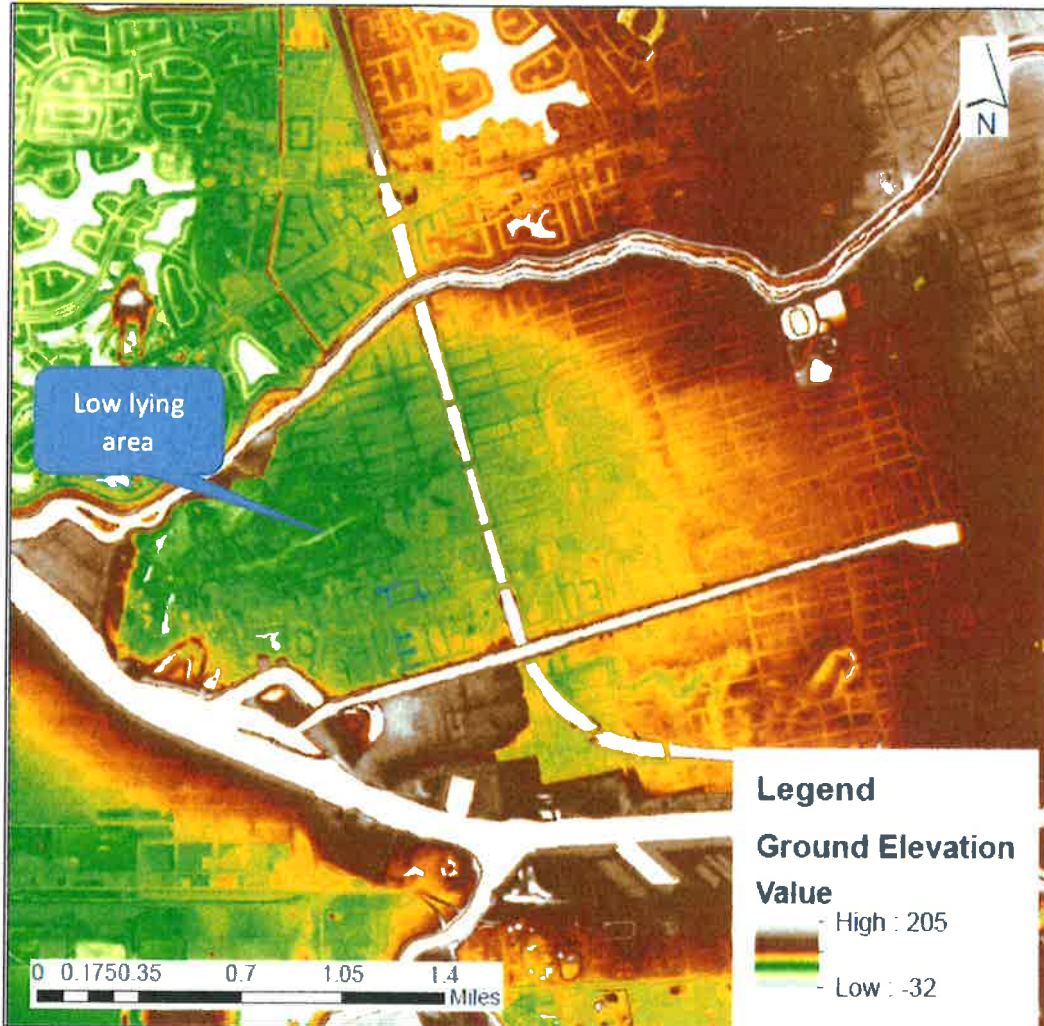 N
Low lying
area
Legend
Ground Elevation
Value
High : 205
Low : -32
0 0.1750.35 0.7 1.05 1.4
Miles